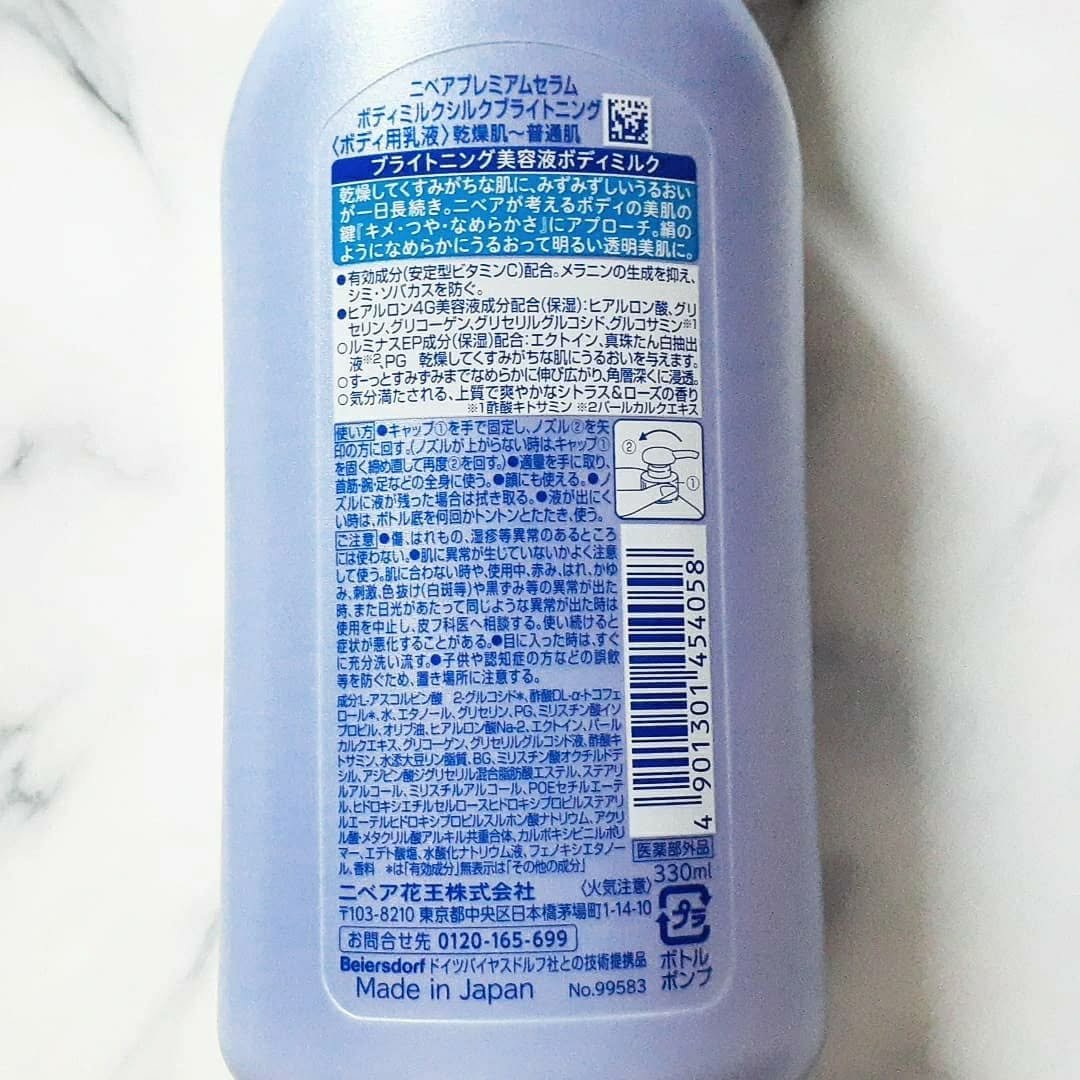 ニベアプレミアムセラム
ボディミルクシルクブライトニング
〈ボディ用乳液〉乾燥肌〜普通肌
ブライトニング美容液ボディミルク
乾燥してくすみがちな肌に、みずみずしいうるおい
が一日長続き。ニベアが考えるボディの美肌の
鍵『キメ・つや・なめらかさ』にアプローチ。絹の
ようになめらかにうるおって明るい透明美肌に。
●有効成分(安定型ビタミンC)配合。メラニンの生成を抑え、
シミ・ソバカスを防ぐ。
●ヒアルロン4G美容液成分配合(保湿):ヒアルロン酸、グリ
セリン、グリコーゲン、グリセリルグルコシド、グルコサミン※1
○ルミナスEP成分(保湿)配合:エクトイン、真珠たん白抽出
液※2、PG 乾燥してくすみがちな肌にうるおいを与えます。
○すーっとすみずみまでなめらかに伸び広がり、角層深くに浸透。
○気分満たされる、上質で爽やかなシトラス&ローズの香り
※1酢酸キトサミン ※2パールカルクエキス
使い方 ●キャップ①を手で固定し、ノズル②を矢
印の方に回す。(ノズルが上がらない時は、キャップ①
を固く締め直して再度②を回す。)●適量を手に取り、
首筋・腕・足などの全身に使う。●顔にも使える。●ノ
ズルに液が残った場合は拭き取る。●液が出にく
い時は、ボトル底を何回かトントンとたたき、使う。
②
①
ご注意 ●傷、はれもの、湿疹等異常のあるところ
には使わない。●肌に異常が生じていないかよく注意
して使う。肌に合わない時や、使用中、赤み、はれ、かゆ
み、刺激、色抜け(白斑等)や黒ずみ等の異常が出た
時、また日光があたって同じような異常が出た時は
使用を中止し、皮フ科医へ相談する。使い続けると
症状が悪化することがある。●目に入った時は、すぐ
に充分洗い流す。●子供や認知症の方などの誤飲
等を防ぐため、置き場所に注意する。
成分:L-アスコルビン酸 2-グルコシド*、酢酸DL-α-トコフェ
ロール*、水、エタノール、グリセリン、PG、ミリスチン酸イソ
プロピル、オリブ油、ヒアルロン酸Na-2、エクトイン、パール
カルクエキス、グリコーゲン、グリセリルグルコシド液、酢酸キ
トサミン、水添大豆リン脂質、BG、ミリスチン酸オクチルドデ
シル、アジピン酸ジグリセリル混合脂肪酸エステル、ステアリ
ルアルコール、ミリスチルアルコール、POEセチルエーテ
ル、ヒドロキシエチルセルロースヒドロキシプロピルステアリ
ルエーテルヒドロキシプロピルスルホン酸ナトリウム、アクリ
ル酸・メタクリル酸アルキル共重合体、カルボキシビニルポリ
マー、エデト酸塩、水酸化ナトリウム液、フェノキシエタノー
ル、香料 *は「有効成分」無表示は「その他の成分」
4 901301 454058
医薬部外品
330ml
ニベア花王株式会社 〈火気注意〉
〒103-8210 東京都中央区日本橋茅場町1-14-10
お問合せ先 0120-165-699
Beiersdorf ドイツバイヤスドルフ社との技術提携品
Made in Japan No.99583
プラ
ボトル
ポンプ